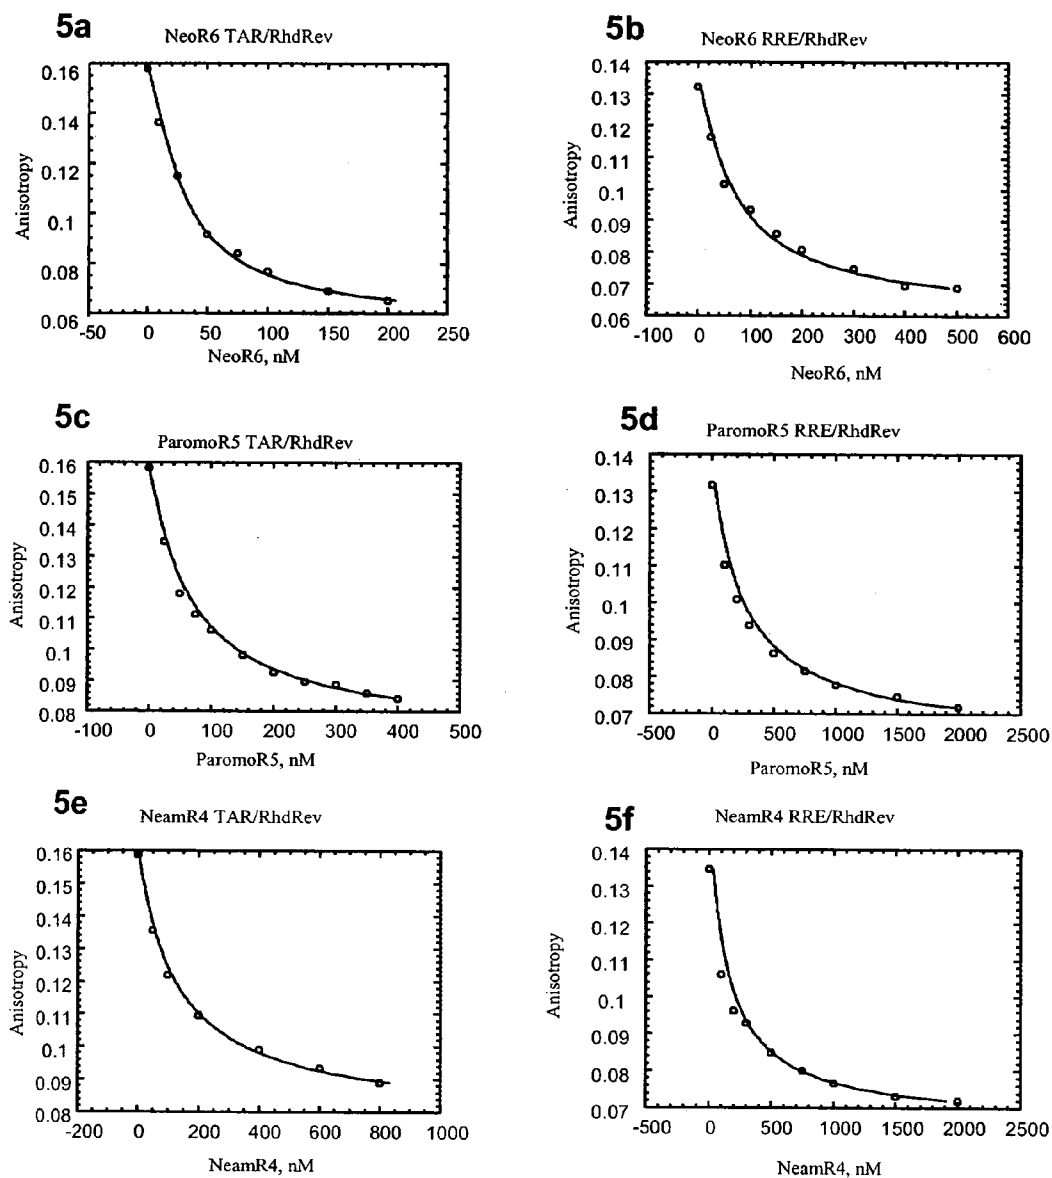 5a
NeoR6 TAR/RhdRev
0.16
0.14
0.12
0.1
0.08
0.06
Anisotropy
-50 0 50 100 150 200 250
NeoR6, nM
5b
NeoR6 RRE/RhdRev
0.14
0.13
0.12
0.11
0.1
0.09
0.08
0.07
0.06
Anisotropy
-100 0 100 200 300 400 500 600
NeoR6, nM
5c
ParomoR5 TAR/RhdRev
0.16
0.15
0.14
0.13
0.12
0.11
0.1
0.09
0.08
Anisotropy
-100 0 100 200 300 400 500
ParomoR5, nM
5d
ParomoR5 RRE/RhdRev
0.14
0.13
0.12
0.11
0.1
0.09
0.08
0.07
Anisotropy
-500 0 500 1000 1500 2000 2500
ParomoR5, nM
5e
NeamR4 TAR/RhdRev
0.16
0.15
0.14
0.13
0.12
0.11
0.1
0.09
0.08
Anisotropy
-200 0 200 400 600 800 1000
NeamR4, nM
5f
NeamR4 RRE/RhdRev
0.14
0.13
0.12
0.11
0.1
0.09
0.08
0.07
Anisotropy
-500 0 500 1000 1500 2000 2500
NeamR4, nM